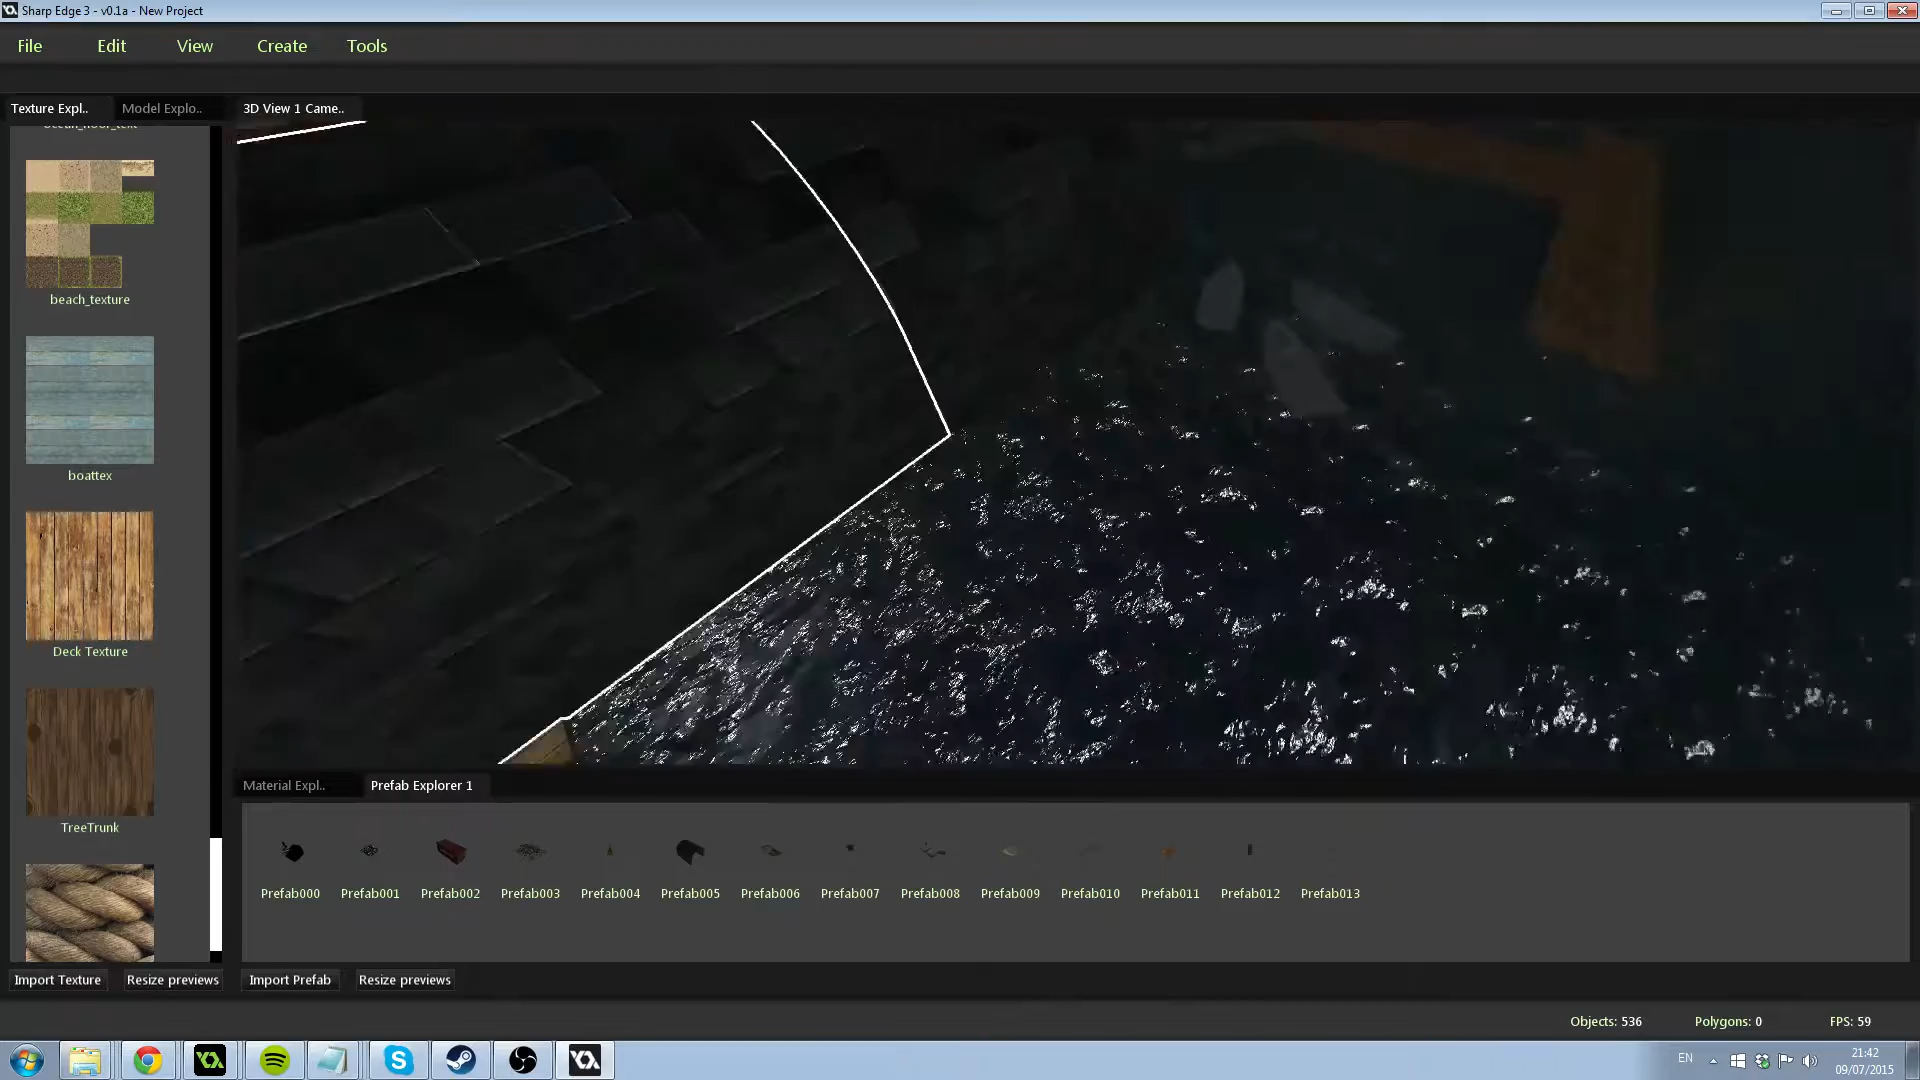 Sharp Edge 3 - v0.1a - New Project
File Edit View Create Tools
Texture Expl.. Model Explo.. 3D View 1 Came..
beach_texture
boattex
Deck Texture
TreeTrunk
Material Expl.. Prefab Explorer 1
Prefab000 Prefab001 Prefab002 Prefab003 Prefab004 Prefab005 Prefab006 Prefab007 Prefab008 Prefab009 Prefab010 Prefab011 Prefab012 Prefab013
Import Texture Resize previews Import Prefab Resize previews
Objects: 536 Polygons: 0 FPS: 59
EN 21:42
09/07/2015